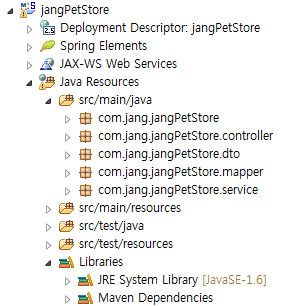 jangPetStore
Deployment Descriptor: jangPetStore
Spring Elements
JAX-WS Web Services
Java Resources
src/main/java
com.jang.jangPetStore
com.jang.jangPetStore.controller
com.jang.jangPetStore.dto
com.jang.jangPetStore.mapper
com.jang.jangPetStore.service
src/main/resources
src/test/java
src/test/resources
Libraries
JRE System Library [JavaSE-1.6]
Maven Dependencies